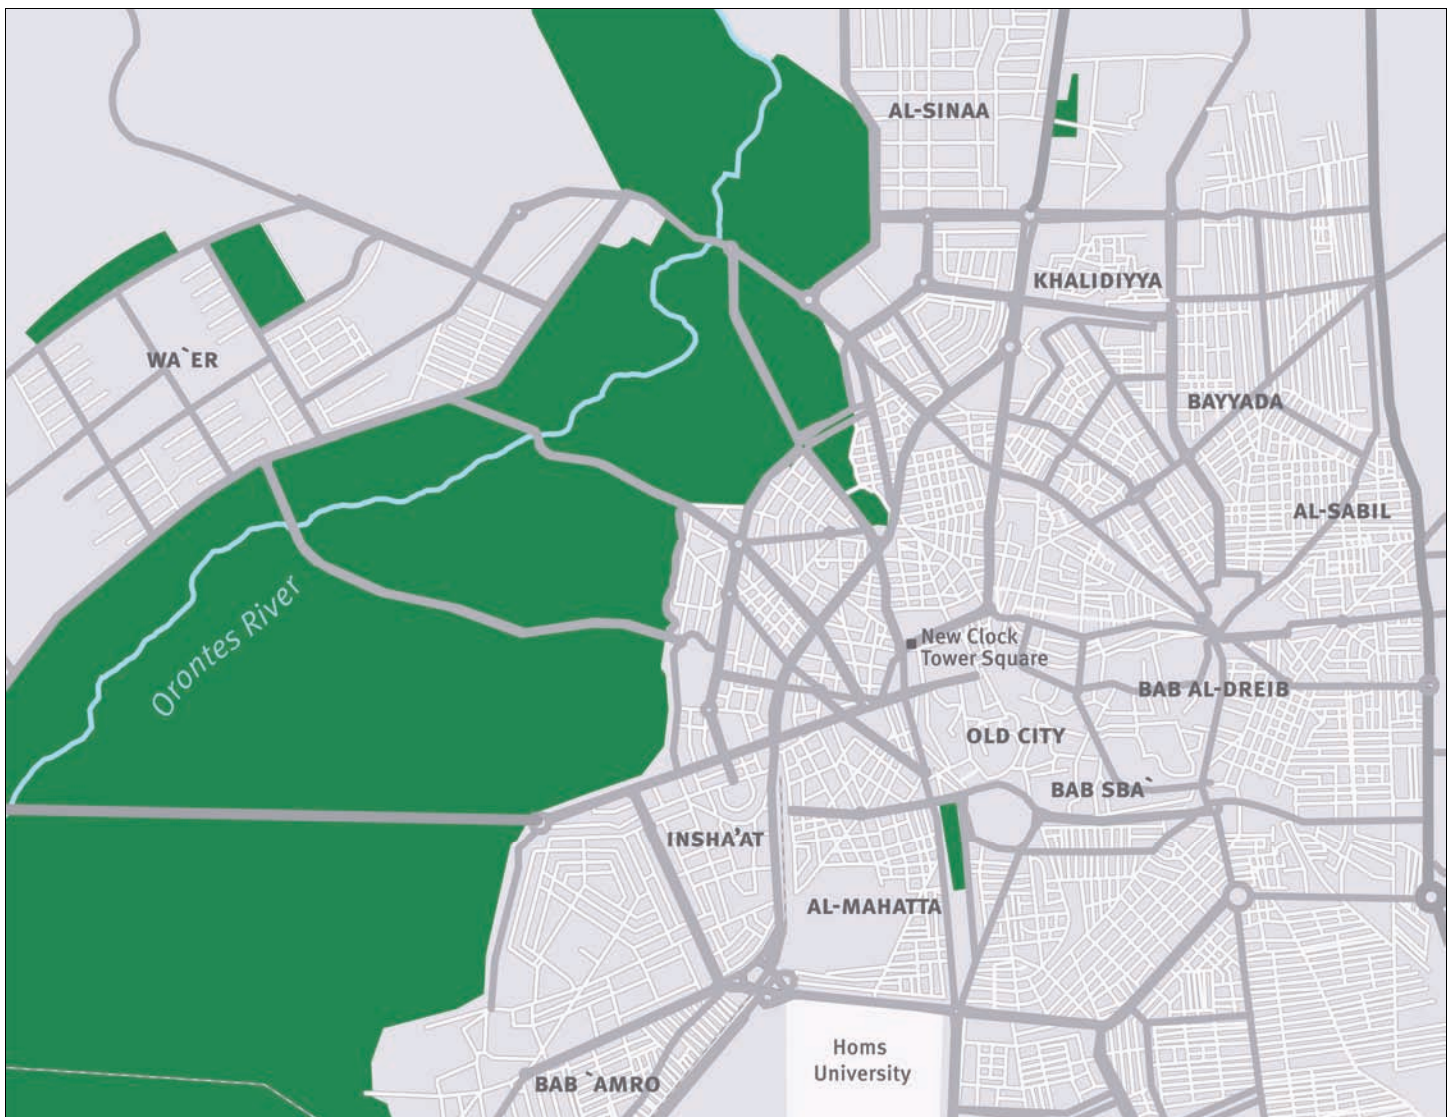 AL-SINAA
KHALIDIYYA
WA`ER
BAYYADA
AL-SABIL
Orontes River
New Clock
Tower Square
BAB AL-DREIB
OLD CITY
BAB SBA`
INSHA'AT
AL-MAHATTA
Homs
University
BAB `AMRO